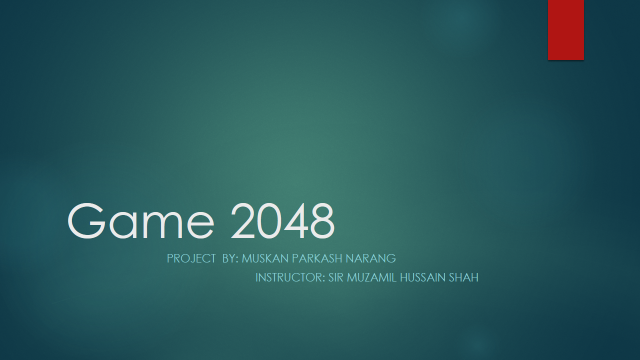 Game 2048
PROJECT BY: MUSKAN PARKASH NARANG
INSTRUCTOR: SIR MUZAMIL HUSSAIN SHAH